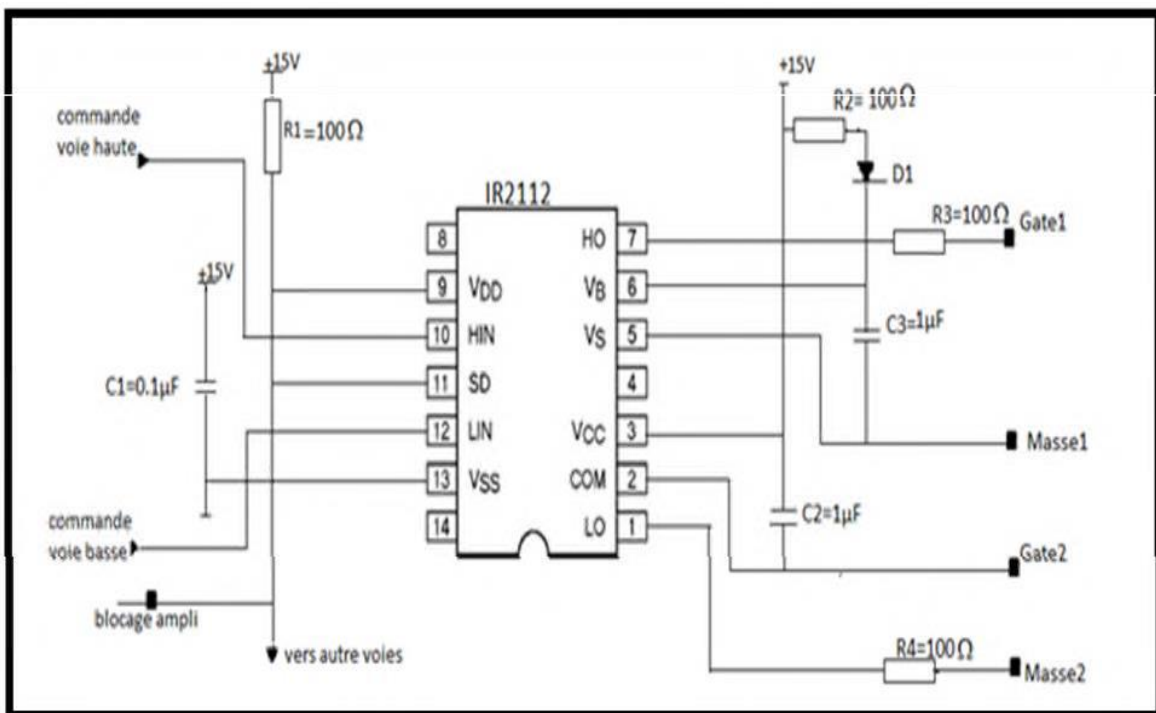 ±15V
commande
voie haute
R1=100Ω
±15V
C1=0.1µF
commande
voie basse
blocage ampli
vers autre voies
IR2112
8
9 VDD
10 HIN
11 SD
12 LIN
13 VSS
14
HO 7
VB 6
VS 5
4
VCC 3
COM 2
LO 1
+15V
R2= 100Ω
D1
R3=100Ω
Gate1
C3=1µF
Masse1
C2=1µF
Gate2
R4=100Ω
Masse2